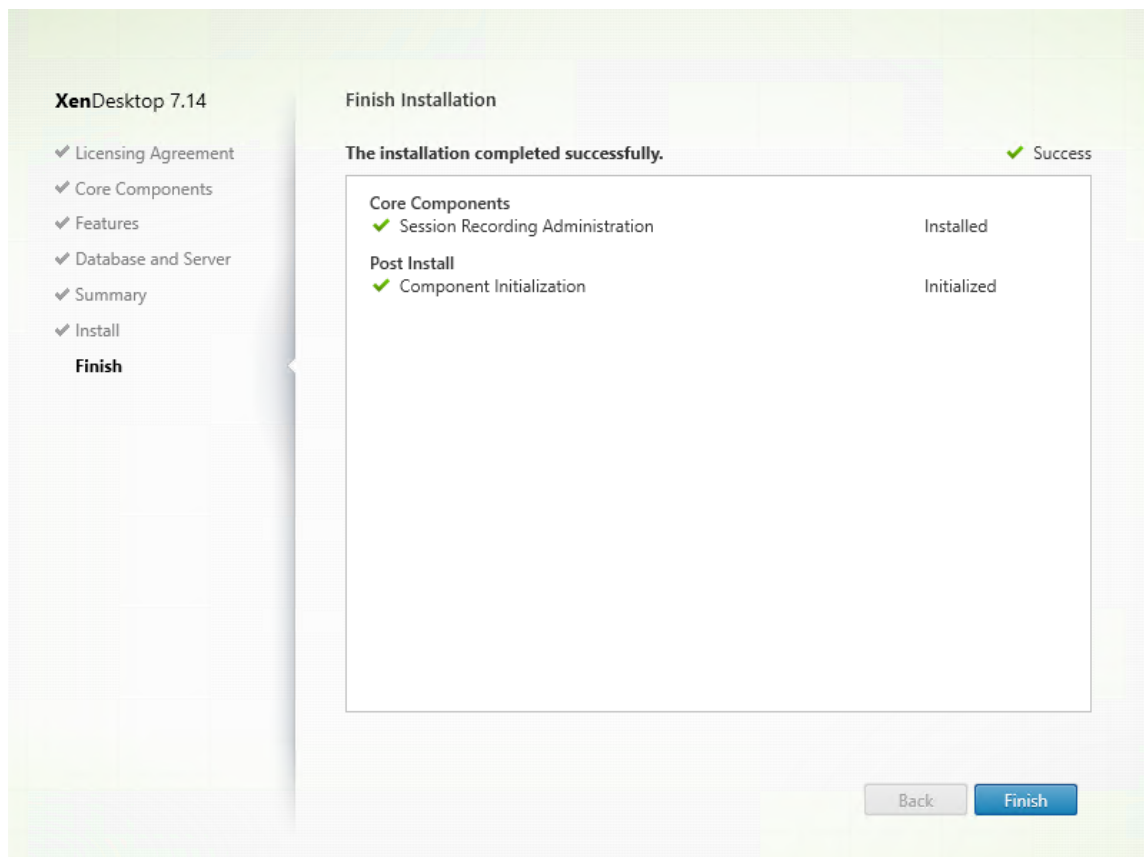 XenDesktop 7.14
Licensing Agreement
Core Components
Features
Database and Server
Summary
Install
Finish
Finish Installation
The installation completed successfully. Success
Core Components
Session Recording Administration Installed
Post Install
Component Initialization Initialized
Back Finish